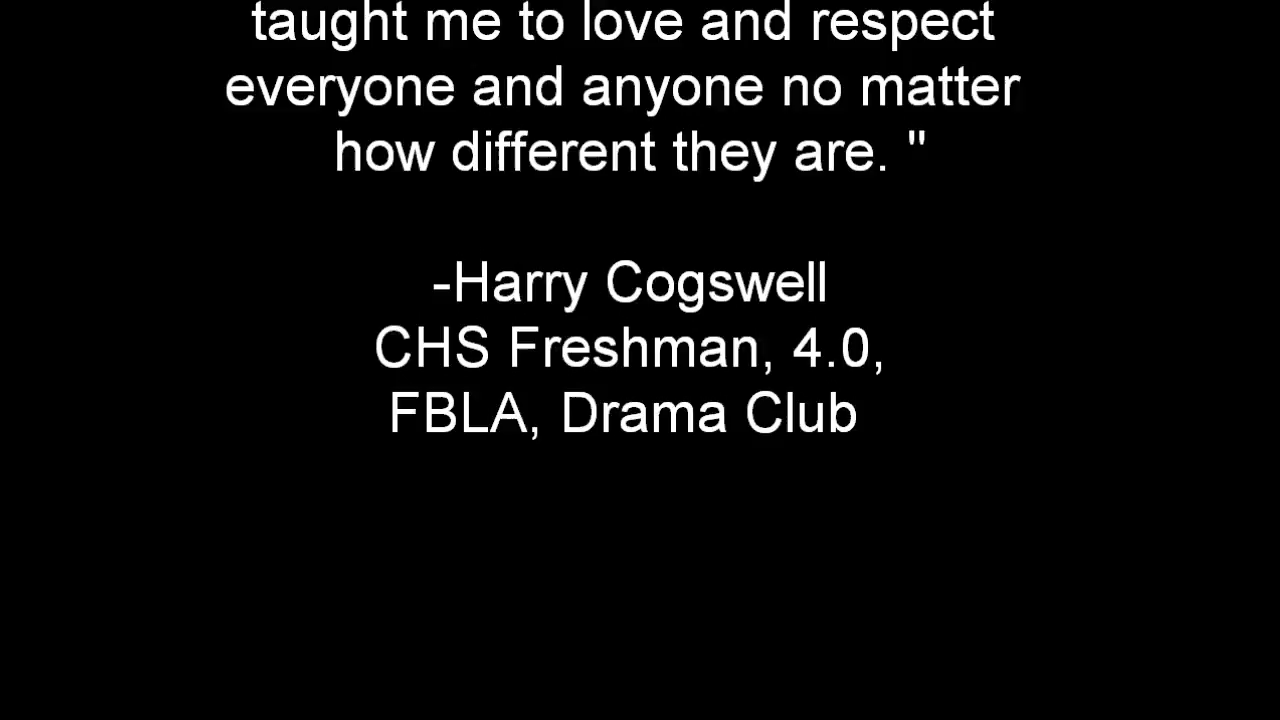 taught me to love and respect
everyone and anyone no matter
how different they are. "
-Harry Cogswell
CHS Freshman, 4.0,
FBLA, Drama Club